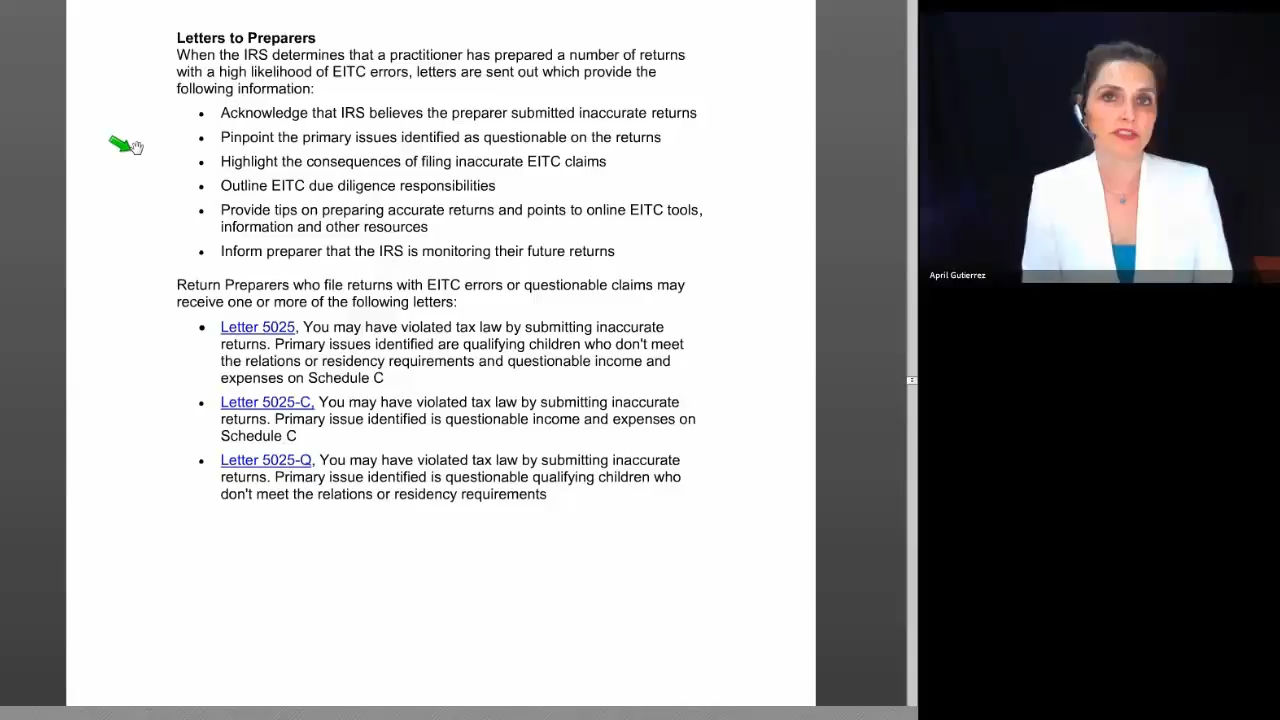 Letters to Preparers
When the IRS determines that a practitioner has prepared a number of returns
with a high likelihood of EITC errors, letters are sent out which provide the
following information:
• Acknowledge that IRS believes the preparer submitted inaccurate returns
• Pinpoint the primary issues identified as questionable on the returns
• Highlight the consequences of filing inaccurate EITC claims
• Outline EITC due diligence responsibilities
• Provide tips on preparing accurate returns and points to online EITC tools,
information and other resources
• Inform preparer that the IRS is monitoring their future returns
Return Preparers who file returns with EITC errors or questionable claims may
receive one or more of the following letters:
• Letter 5025, You may have violated tax law by submitting inaccurate
returns. Primary issues identified are qualifying children who don't meet
the relations or residency requirements and questionable income and
expenses on Schedule C
• Letter 5025-C, You may have violated tax law by submitting inaccurate
returns. Primary issue identified is questionable income and expenses on
Schedule C
• Letter 5025-Q, You may have violated tax law by submitting inaccurate
returns. Primary issue identified is questionable qualifying children who
don't meet the relations or residency requirements
April Gutierrez